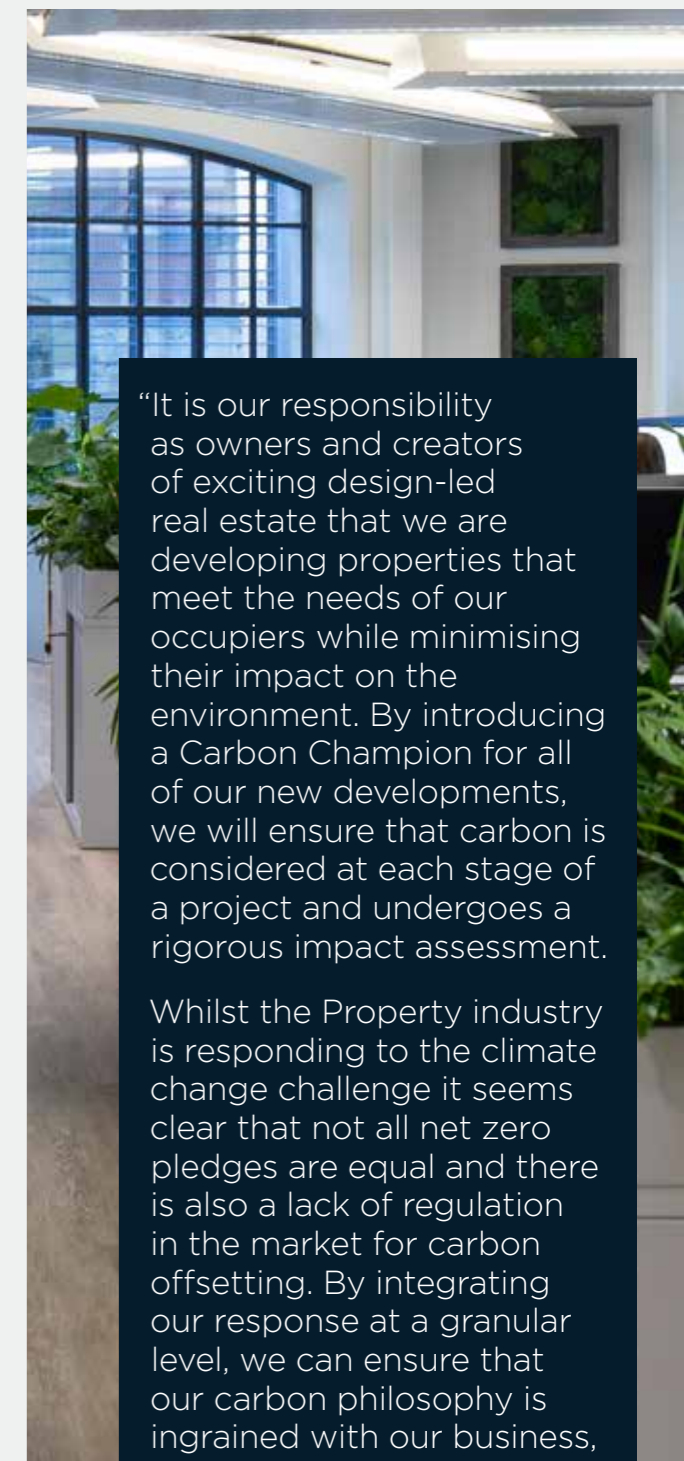 “It is our responsibility
as owners and creators
of exciting design-led
real estate that we are
developing properties that
meet the needs of our
occupiers while minimising
their impact on the
environment. By introducing
a Carbon Champion for all
of our new developments,
we will ensure that carbon is
considered at each stage of
a project and undergoes a
rigorous impact assessment.
Whilst the Property industry
is responding to the climate
change challenge it seems
clear that not all net zero
pledges are equal and there
is also a lack of regulation
in the market for carbon
offsetting. By integrating
our response at a granular
level, we can ensure that
our carbon philosophy is
ingrained with our business,